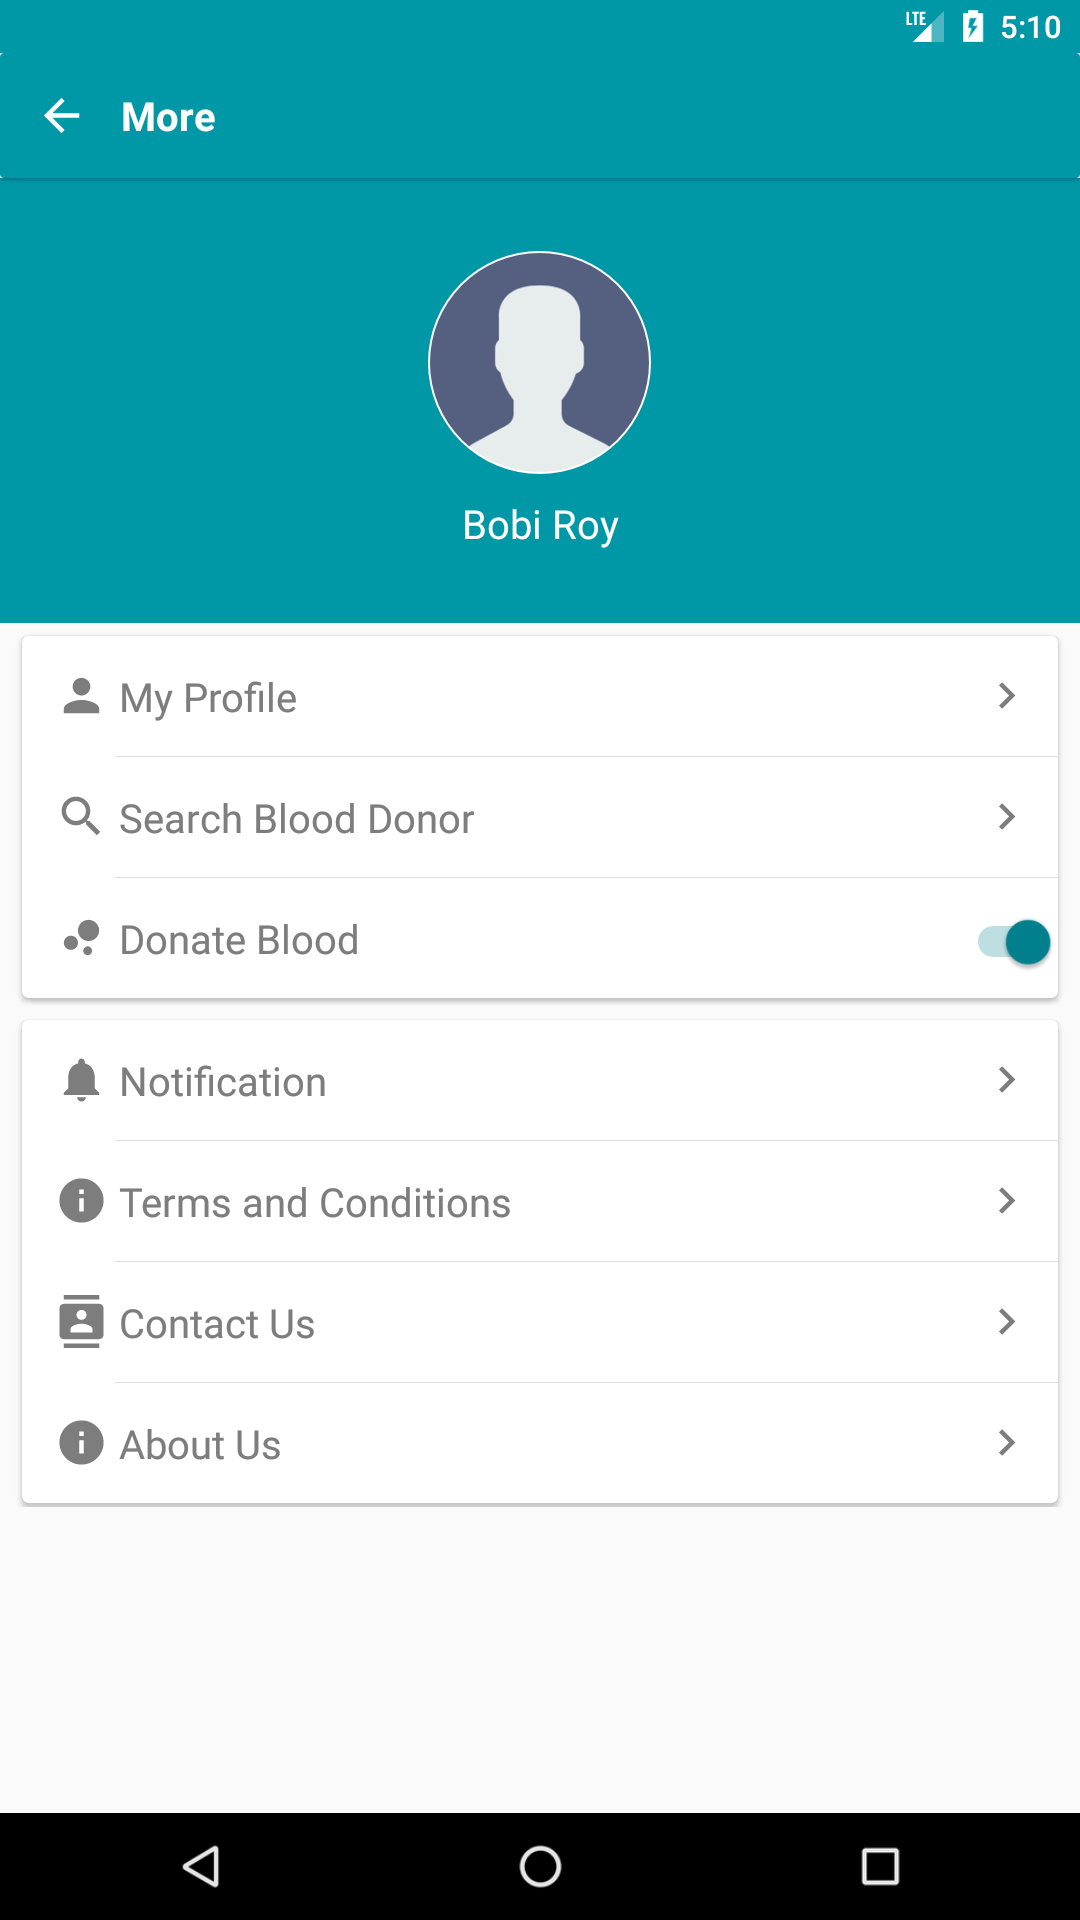 LTE 5:10
More
Bobi Roy
My Profile
Search Blood Donor
Donate Blood
Notification
Terms and Conditions
Contact Us
About Us